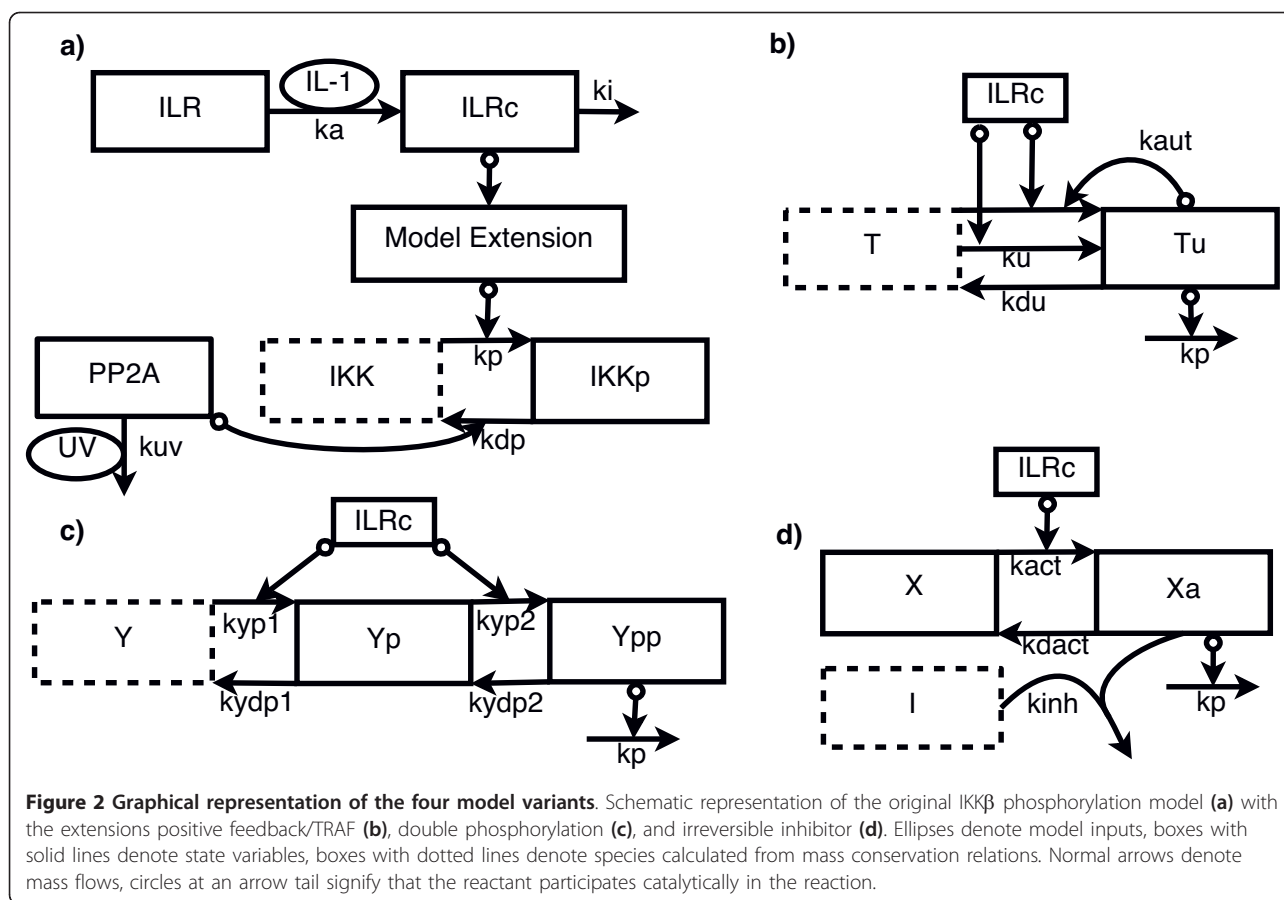 a)
ILR
IL-1
ka
ILRc
ki
Model Extension
PP2A
UV
kuv
IKK
kp
kdp
IKKp
b)
ILRc
kaut
T
ku
kdu
Tu
kp
c)
ILRc
Y
kyp1
kydp1
Yp
kyp2
kydp2
Ypp
kp
d)
ILRc
X
kact
kdact
Xa
I
kinh
kp
Figure 2 Graphical representation of the four model variants. Schematic representation of the original IKKβ phosphorylation model (a) with
the extensions positive feedback/TRAF (b), double phosphorylation (c), and irreversible inhibitor (d). Ellipses denote model inputs, boxes with
solid lines denote state variables, boxes with dotted lines denote species calculated from mass conservation relations. Normal arrows denote
mass flows, circles at an arrow tail signify that the reactant participates catalytically in the reaction.